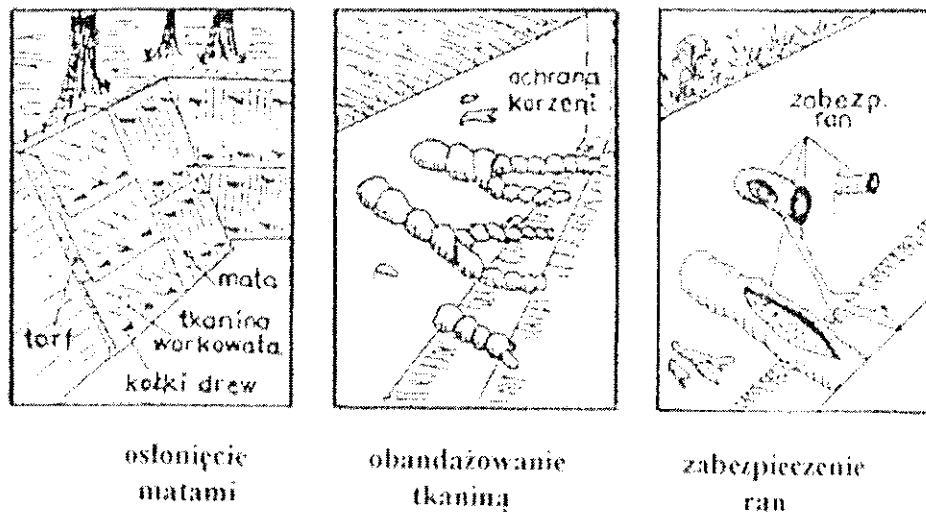 mata
torf
tkanina
workowata
kołki drew
ochrana
korzeni
zabezp.
ran
osłonięcie
matami
obandażowanie
tkaniną
zabezpieczenie
ran